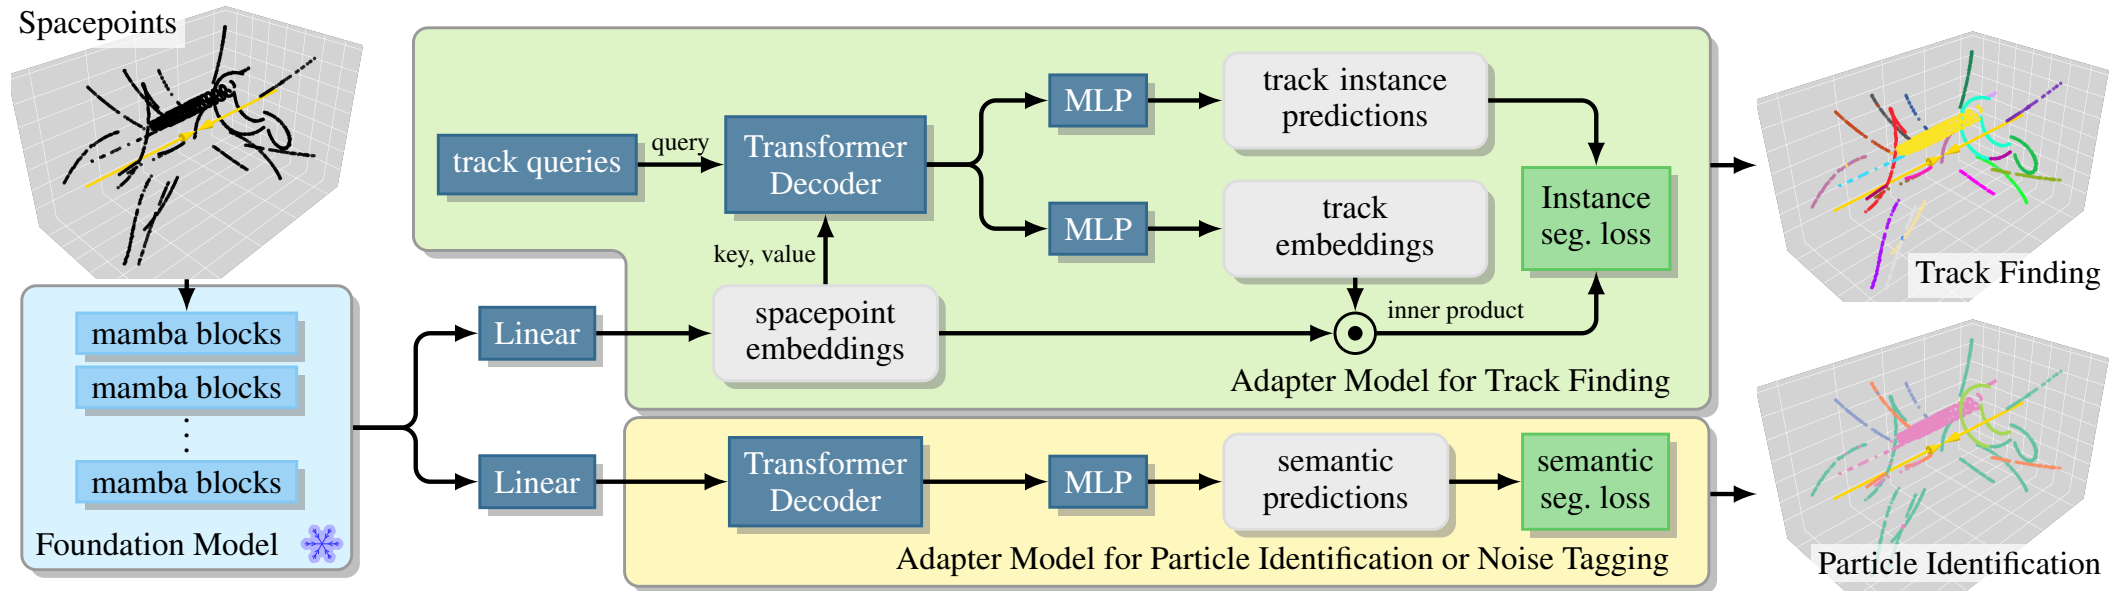 Spacepoints
mamba blocks
mamba blocks
mamba blocks
Foundation Model
Linear
Linear
track queries
query
Transformer
Decoder
key, value
spacepoint
embeddings
MLP
MLP
track instance
predictions
track
embeddings
inner product
Instance
seg. loss
Adapter Model for Track Finding
Transformer
Decoder
MLP
semantic
predictions
semantic
seg. loss
Adapter Model for Particle Identification or Noise Tagging
Track Finding
Particle Identification